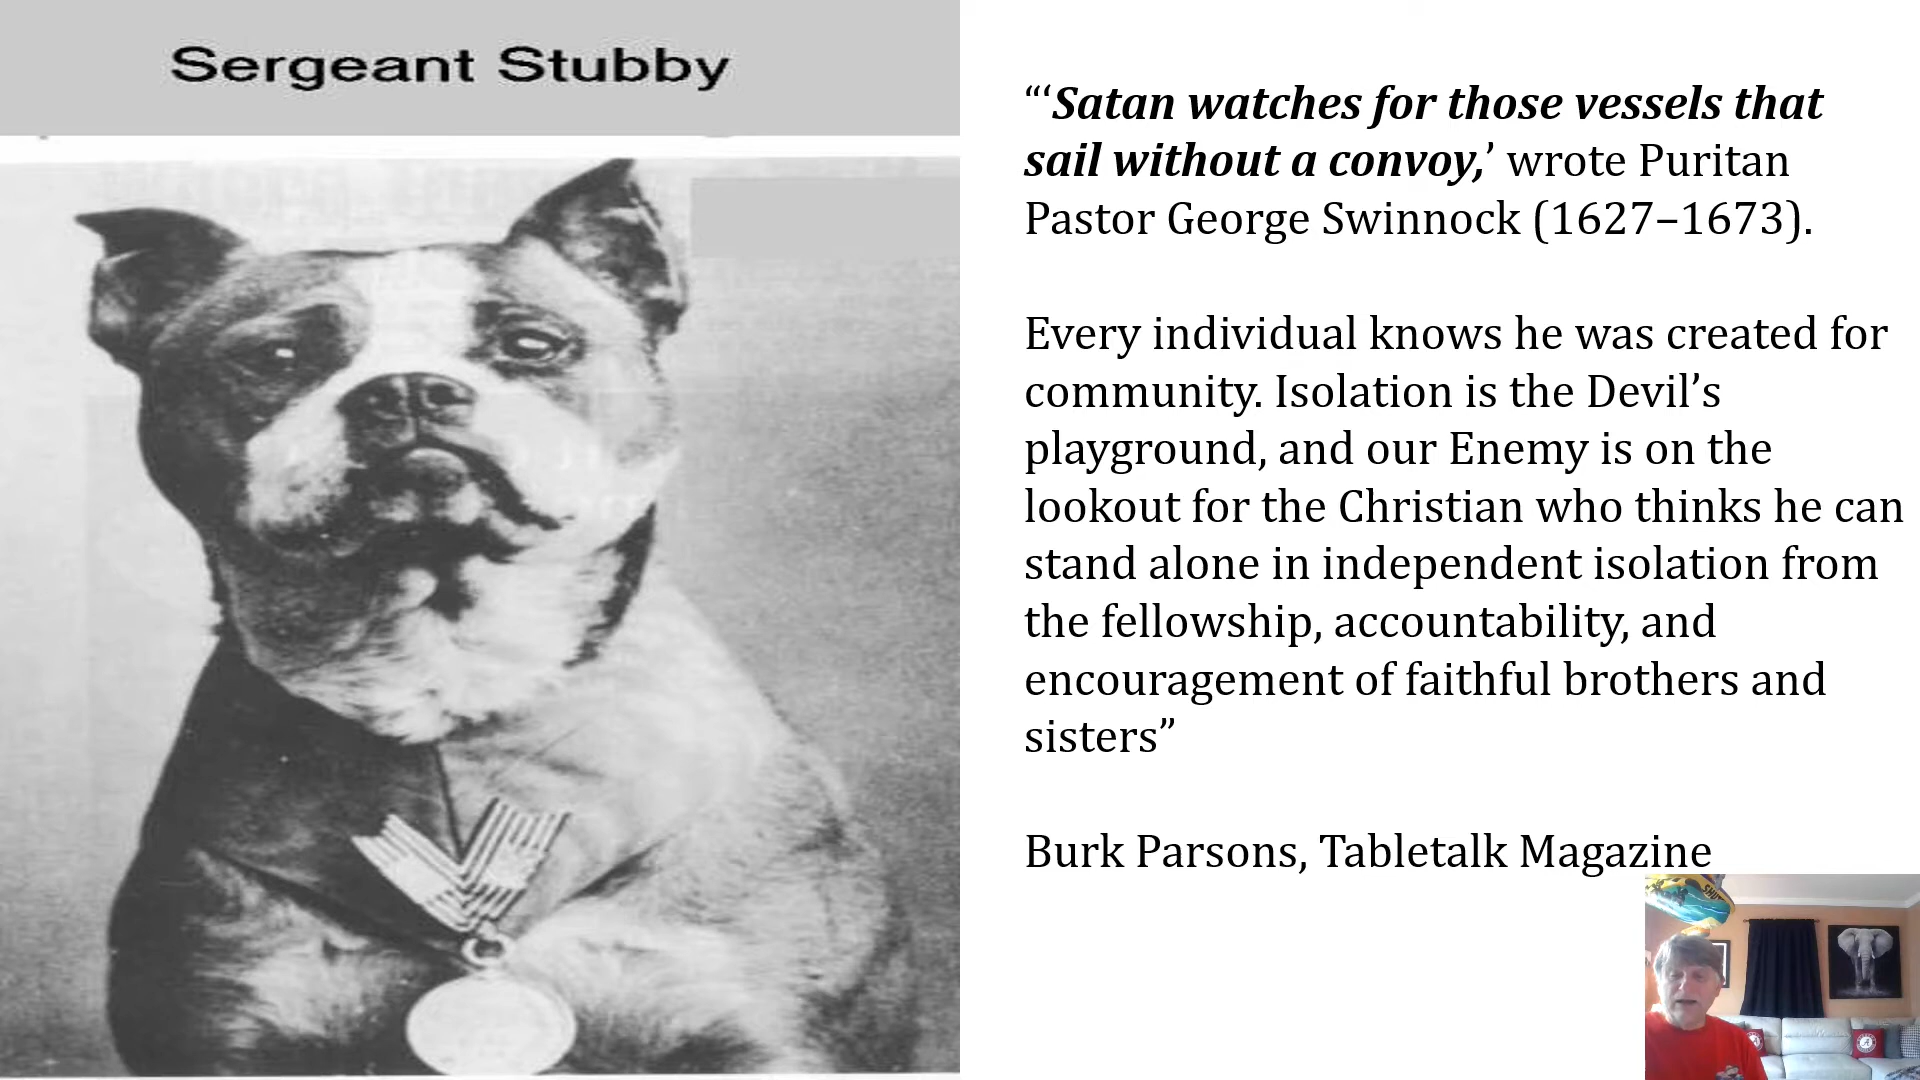 Sergeant Stubby
“‘Satan watches for those vessels that
sail without a convoy,’ wrote Puritan
Pastor George Swinnock (1627–1673).
Every individual knows he was created for
community. Isolation is the Devil’s
playground, and our Enemy is on the
lookout for the Christian who thinks he can
stand alone in independent isolation from
the fellowship, accountability, and
encouragement of faithful brothers and
sisters”
Burk Parsons, Tabletalk Magazine